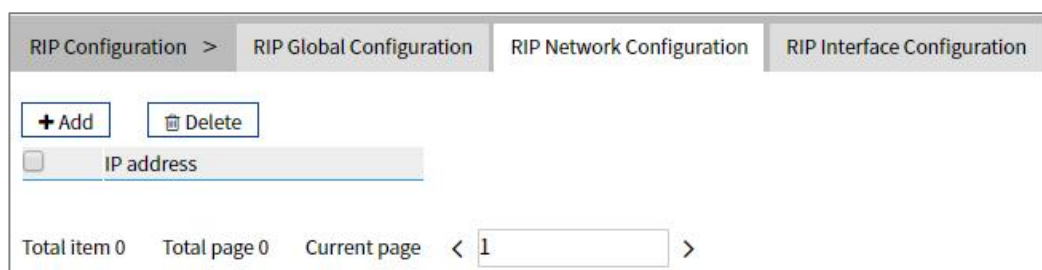 RIP Configuration > RIP Global Configuration RIP Network Configuration RIP Interface Configuration
+ Add Delete
IP address
Total item 0 Total page 0 Current page < 1 >